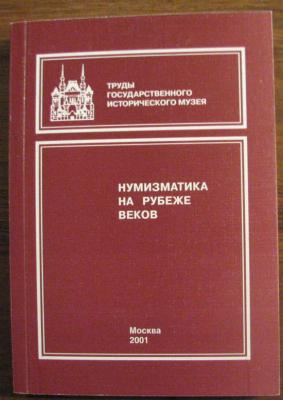 ТРУДЫ
ГОСУДАРСТВЕННОГО
ИСТОРИЧЕСКОГО МУЗЕЯ
НУМИЗМАТИКА
НА РУБЕЖЕ
ВЕКОВ
Москва
2001